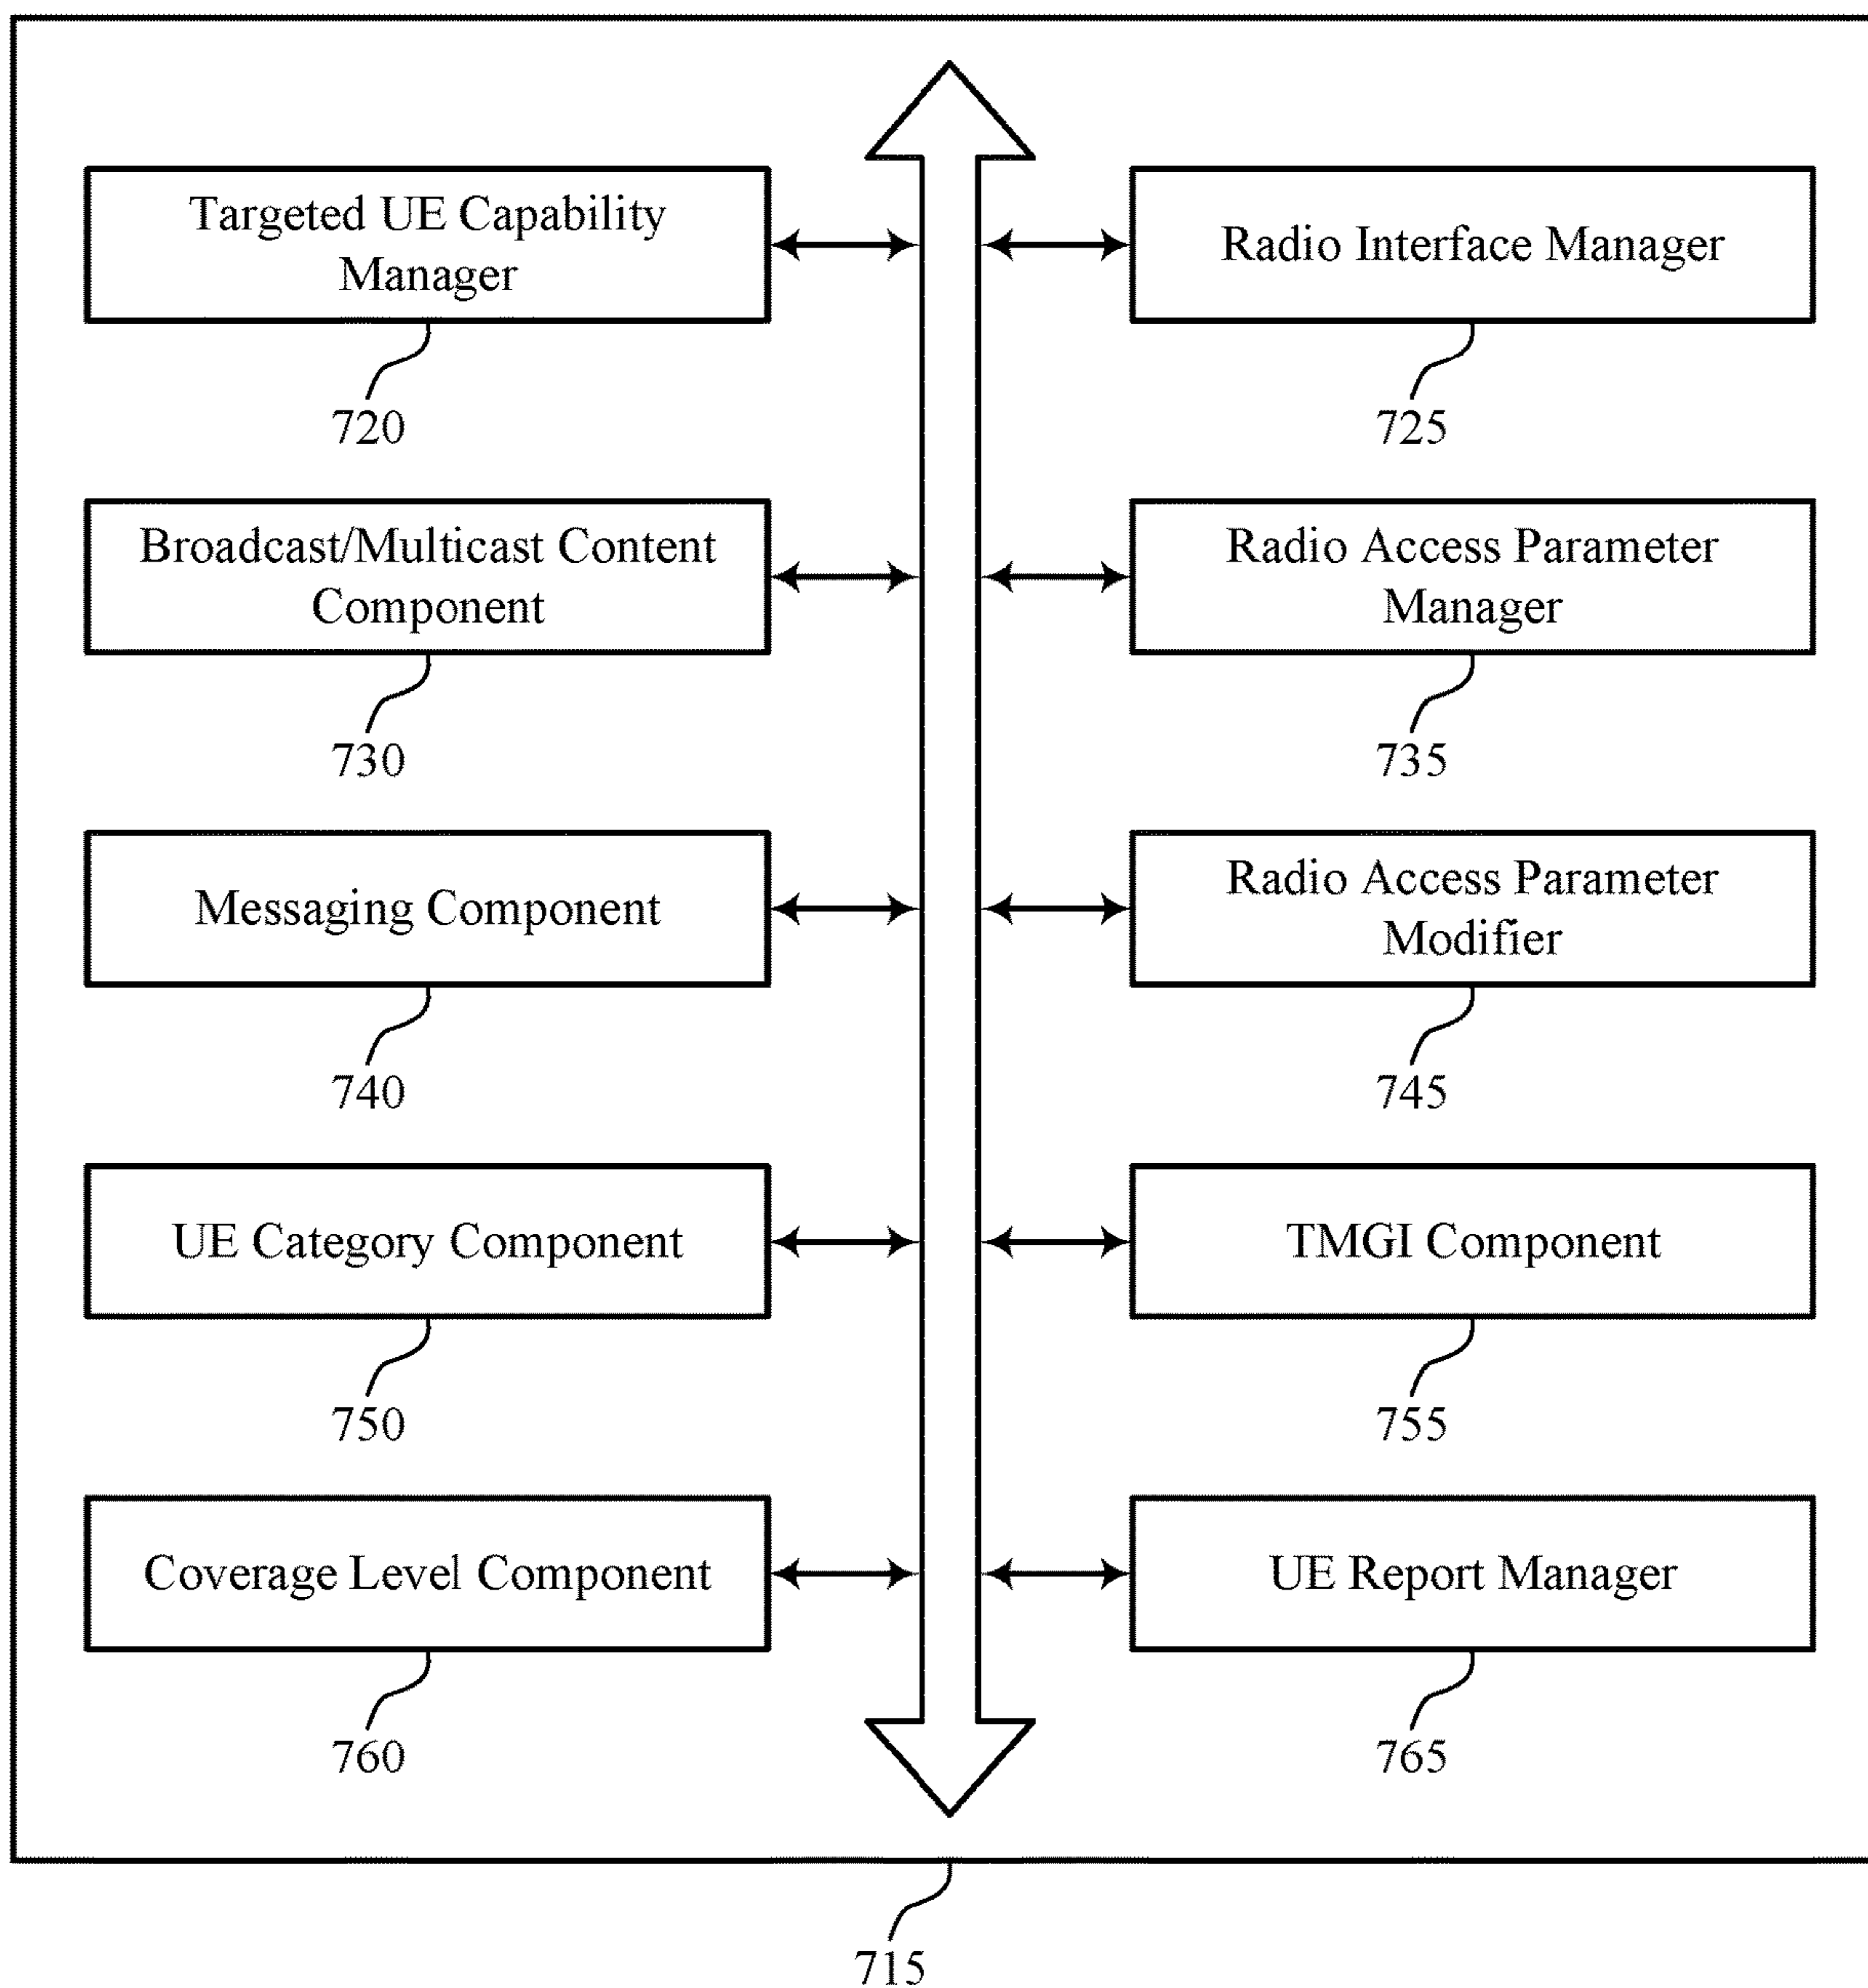 Targeted UE Capability
Manager
720
Radio Interface Manager
725
Broadcast/Multicast Content
Component
730
Radio Access Parameter
Manager
735
Messaging Component
740
Radio Access Parameter
Modifier
745
UE Category Component
750
TMGI Component
755
Coverage Level Component
760
UE Report Manager
765
715